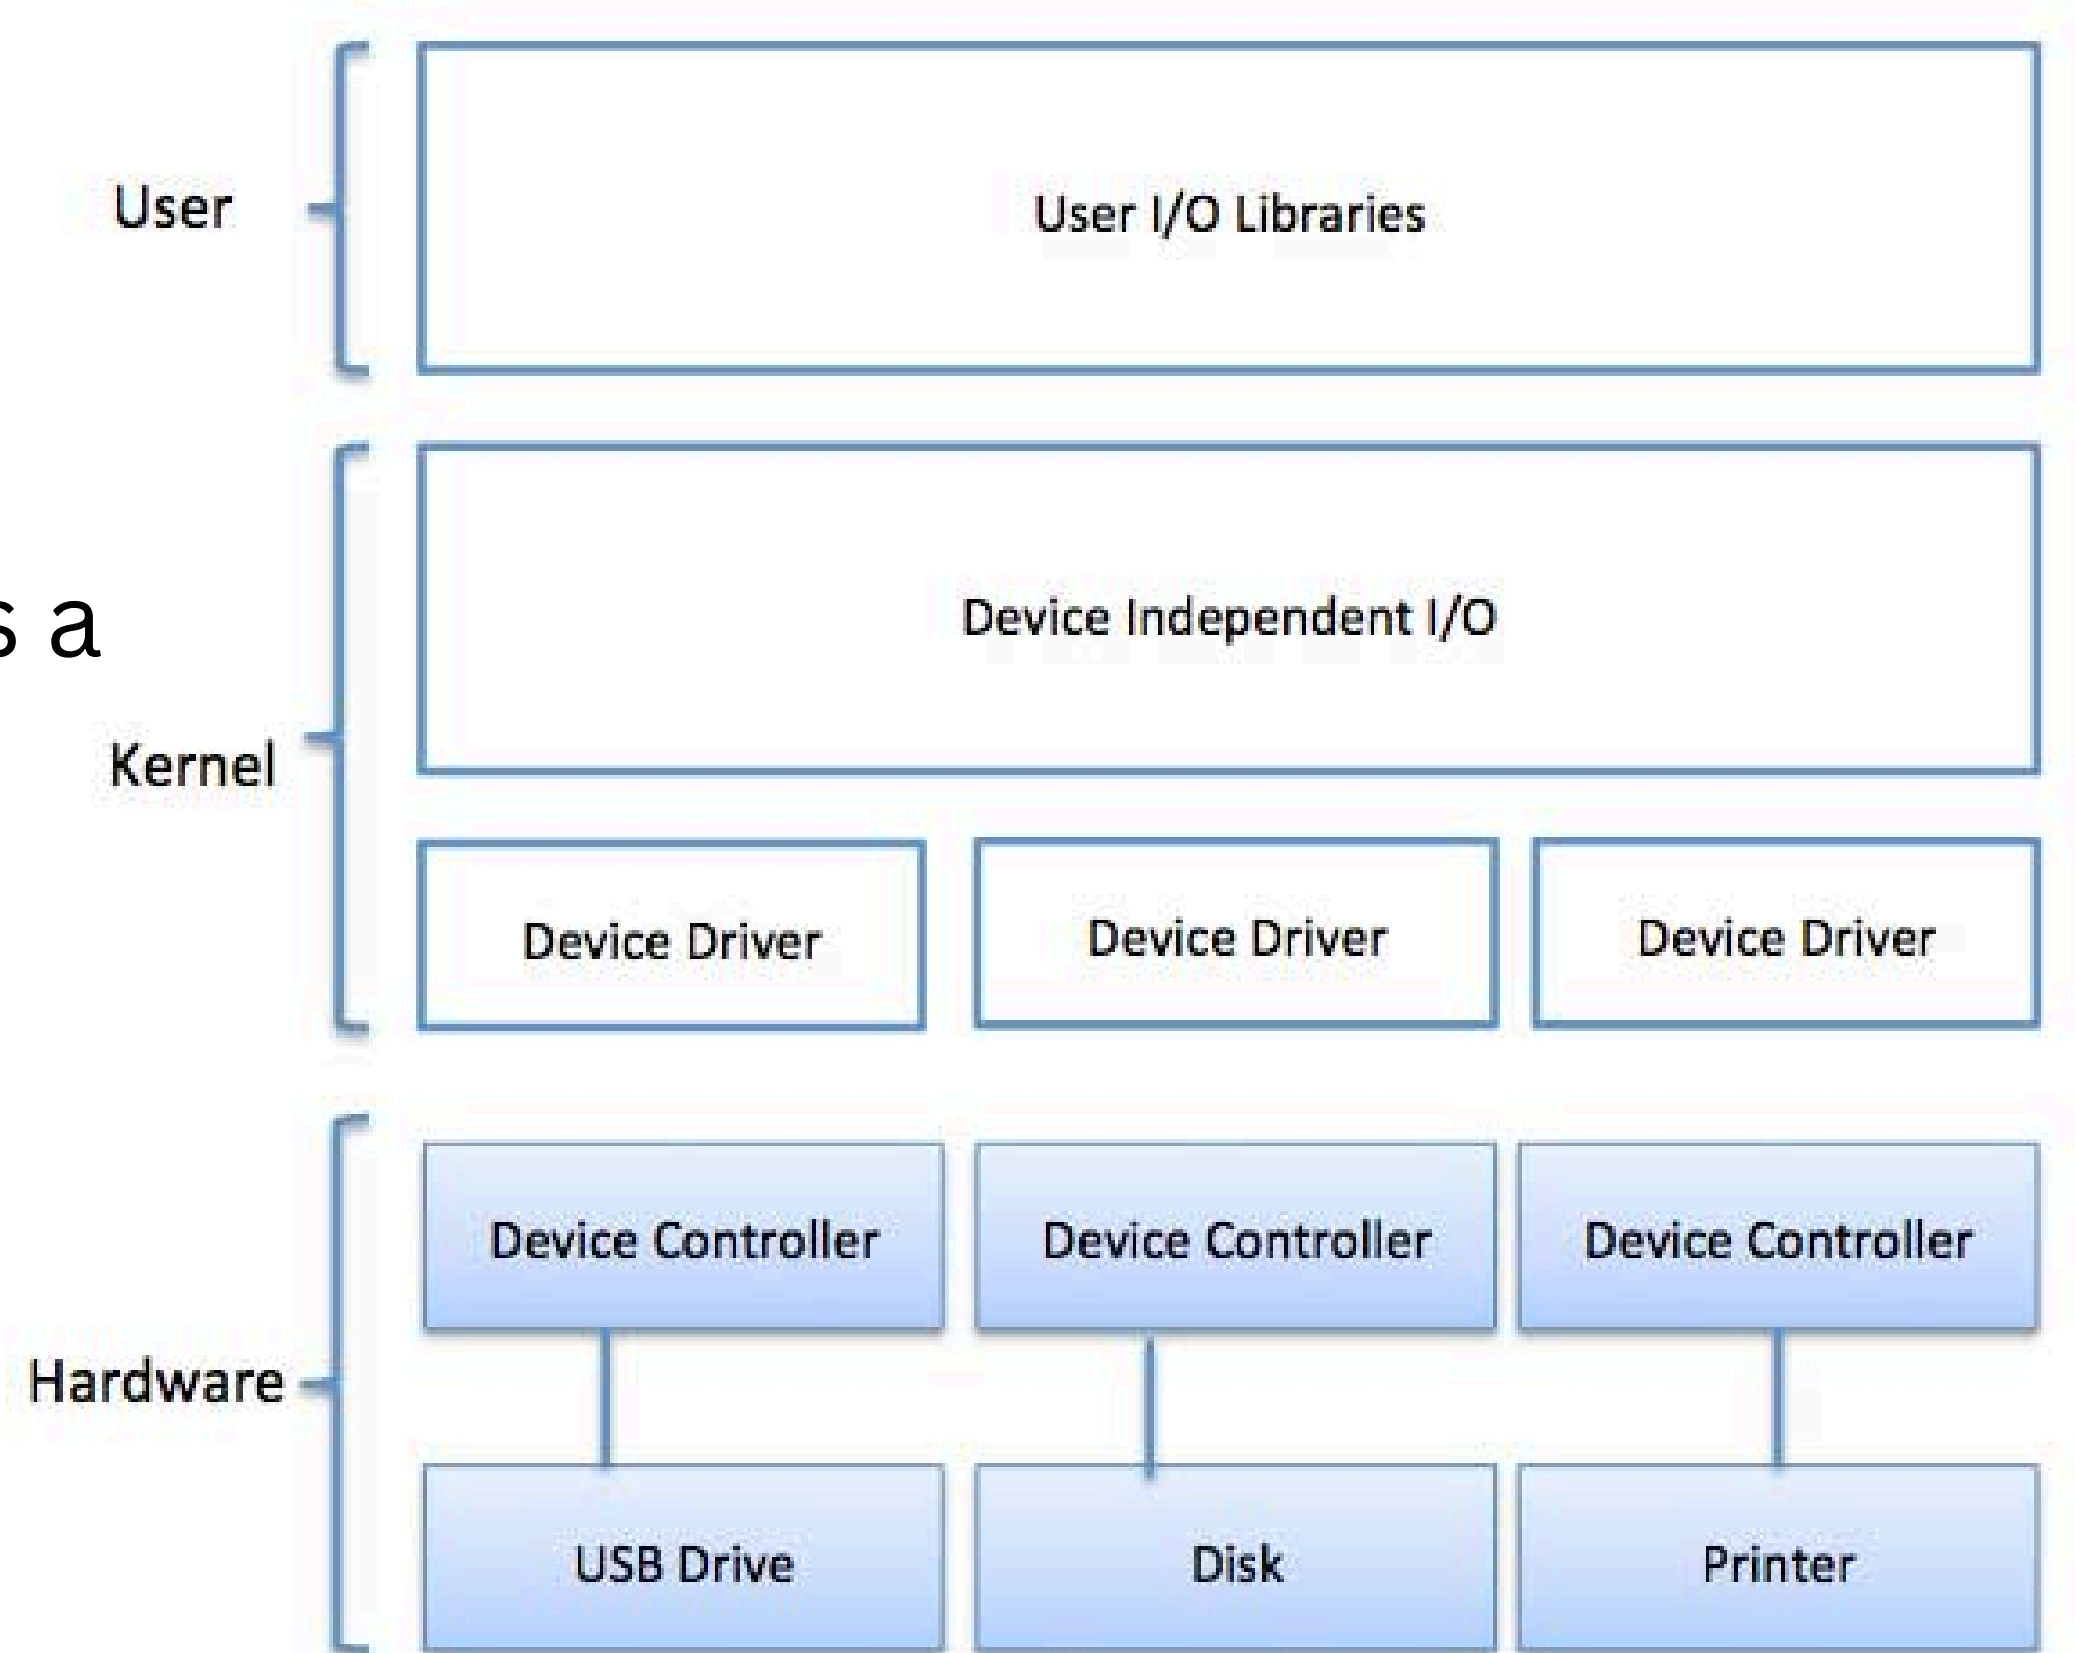 User
User I/O Libraries
s a
Device Independent I/O
Kernel
Device Driver Device Driver Device Driver
Device Controller Device Controller Device Controller
Hardware
USB Drive Disk Printer